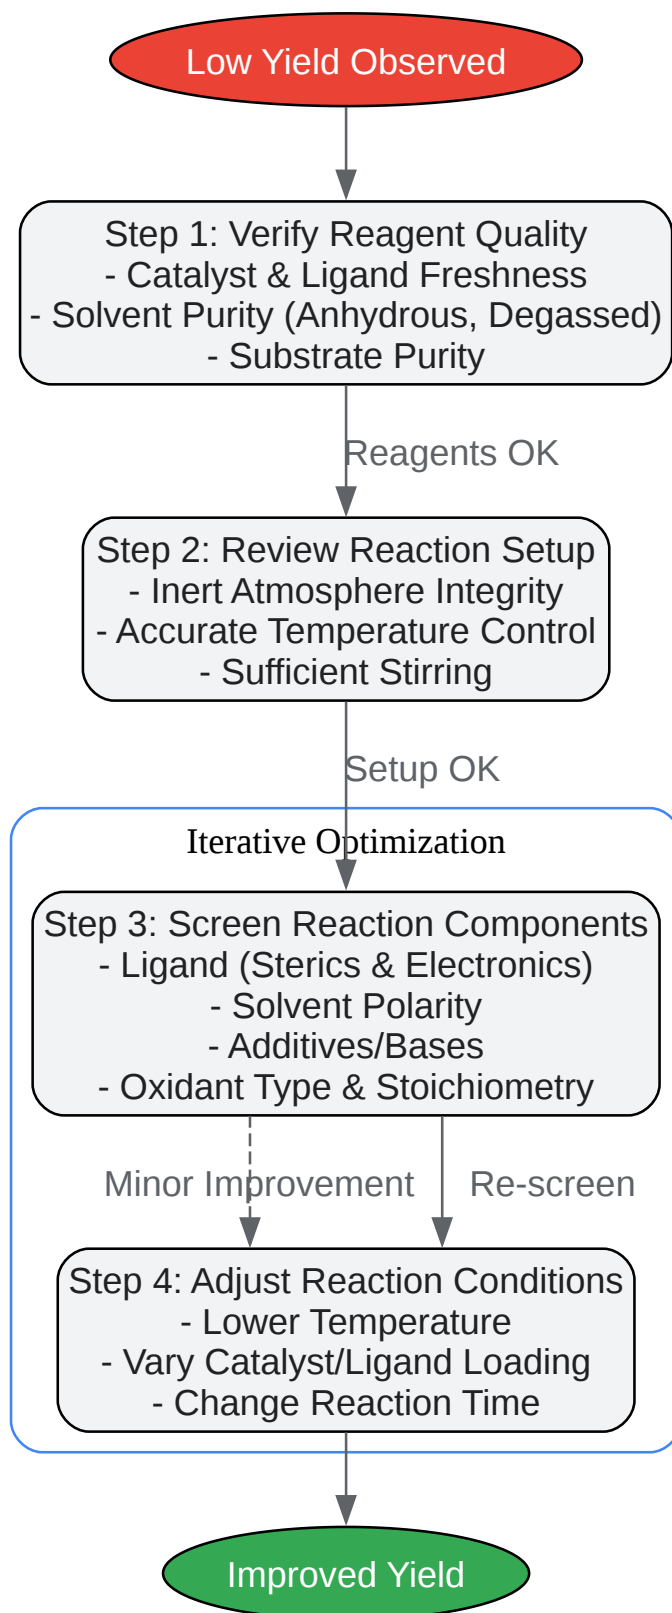 Low Yield Observed
Step 1: Verify Reagent Quality
- Catalyst & Ligand Freshness
- Solvent Purity (Anhydrous, Degassed)
- Substrate Purity
Reagents OK
Step 2: Review Reaction Setup
- Inert Atmosphere Integrity
- Accurate Temperature Control
- Sufficient Stirring
Setup OK
Iterative Optimization
Step 3: Screen Reaction Components
- Ligand (Sterics & Electronics)
- Solvent Polarity
- Additives/Bases
- Oxidant Type & Stoichiometry
Minor Improvement
Re-screen
Step 4: Adjust Reaction Conditions
- Lower Temperature
- Vary Catalyst/Ligand Loading
- Change Reaction Time
Improved Yield